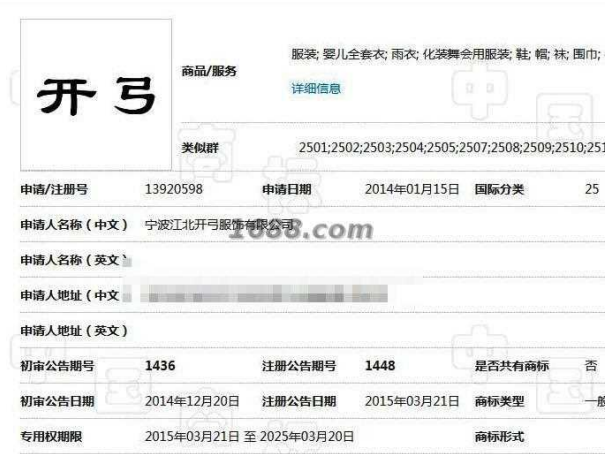 开弓
商品/服务 服装; 婴儿全套衣; 雨衣; 化装舞会用服装; 鞋; 帽; 袜; 围巾;
详细信息
类似群 2501;2502;2503;2504;2505;2507;2508;2509;2510;251
申请/注册号 13920598 申请日期 2014年01月15日 国际分类 25
申请人名称（中文） 宁波江北开弓服饰有限公司
1688.com
申请人名称（英文）
申请人地址（中文
申请人地址（英文）
初审公告期号 1436 注册公告期号 1448 是否共有商标 否
初审公告日期 2014年12月20日 注册公告日期 2015年03月21日 商标类型 一般
专用权期限 2015年03月21日 至 2025年03月20日 商标形式